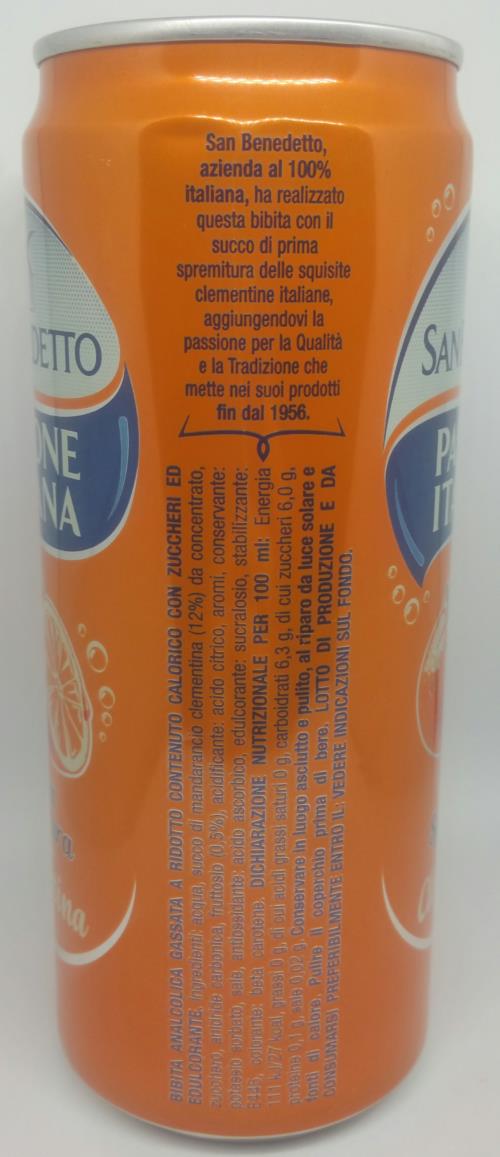 San Benedetto,
azienda al 100%
italiana, ha realizzato
questa bibita con il
succo di prima
spremitura delle squisite
clementine italiane,
aggiungendovi la
passione per la Qualità
e la Tradizione che
mette nei suoi prodotti
fin dal 1956.
BIBITA ANALCOLICA GASSATA A RIDOTTO CONTENUTO CALORICO CON ZUCCHERI ED
EDULCORANTE. Ingredienti: acqua, succo di mandarancio clementina (12%) da concentrato,
zucchero, anidride carbonica, fruttosio (0,5%), acidificante: acido citrico, aromi, conservante:
potassio sorbato, sale, antiossidante: acido ascorbico, edulcorante: sucralosio, stabilizzante:
E445, colorante: beta carotene. DICHIARAZIONE NUTRIZIONALE PER 100 ml: Energia
111 kJ/27 kcal, grassi 0 g, di cui acidi grassi saturi 0 g, carboidrati 6,3 g, di cui zuccheri 6,0 g,
proteine 0,1 g, sale 0,02 g. Conservare in luogo asciutto e pulito, al riparo da luce solare e
fonti di calore. Pulire il coperchio prima di bere. LOTTO DI PRODUZIONE E DA
CONSUMARSI PREFERIBILMENTE ENTRO IL: VEDERE INDICAZIONI SUL FONDO.
DETTO
ONE
NA
ina
SAN
PA
IT